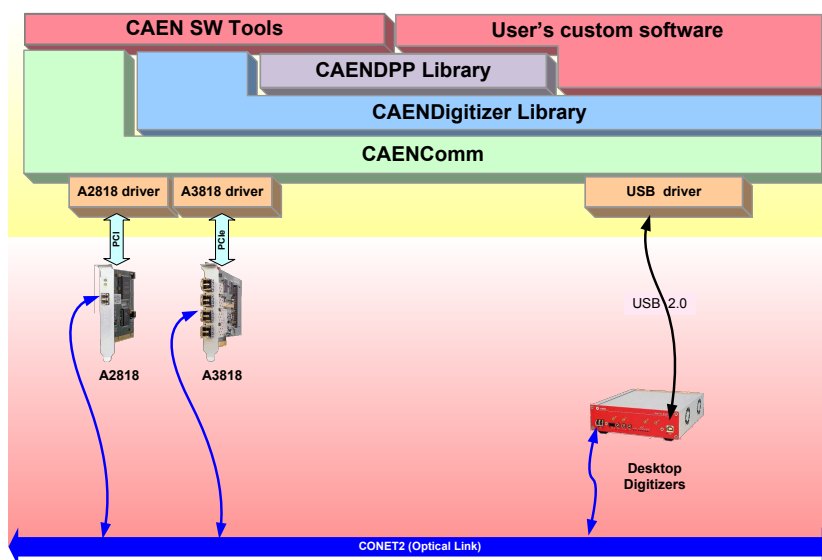 CAEN SW Tools
User's custom software
CAENDPP Library
CAENDigitizer Library
CAENComm
A2818 driver
A3818 driver
USB driver
PCI
PCIe
USB 2.0
A2818
A3818
Desktop
Digitizers
CONET2 (Optical Link)